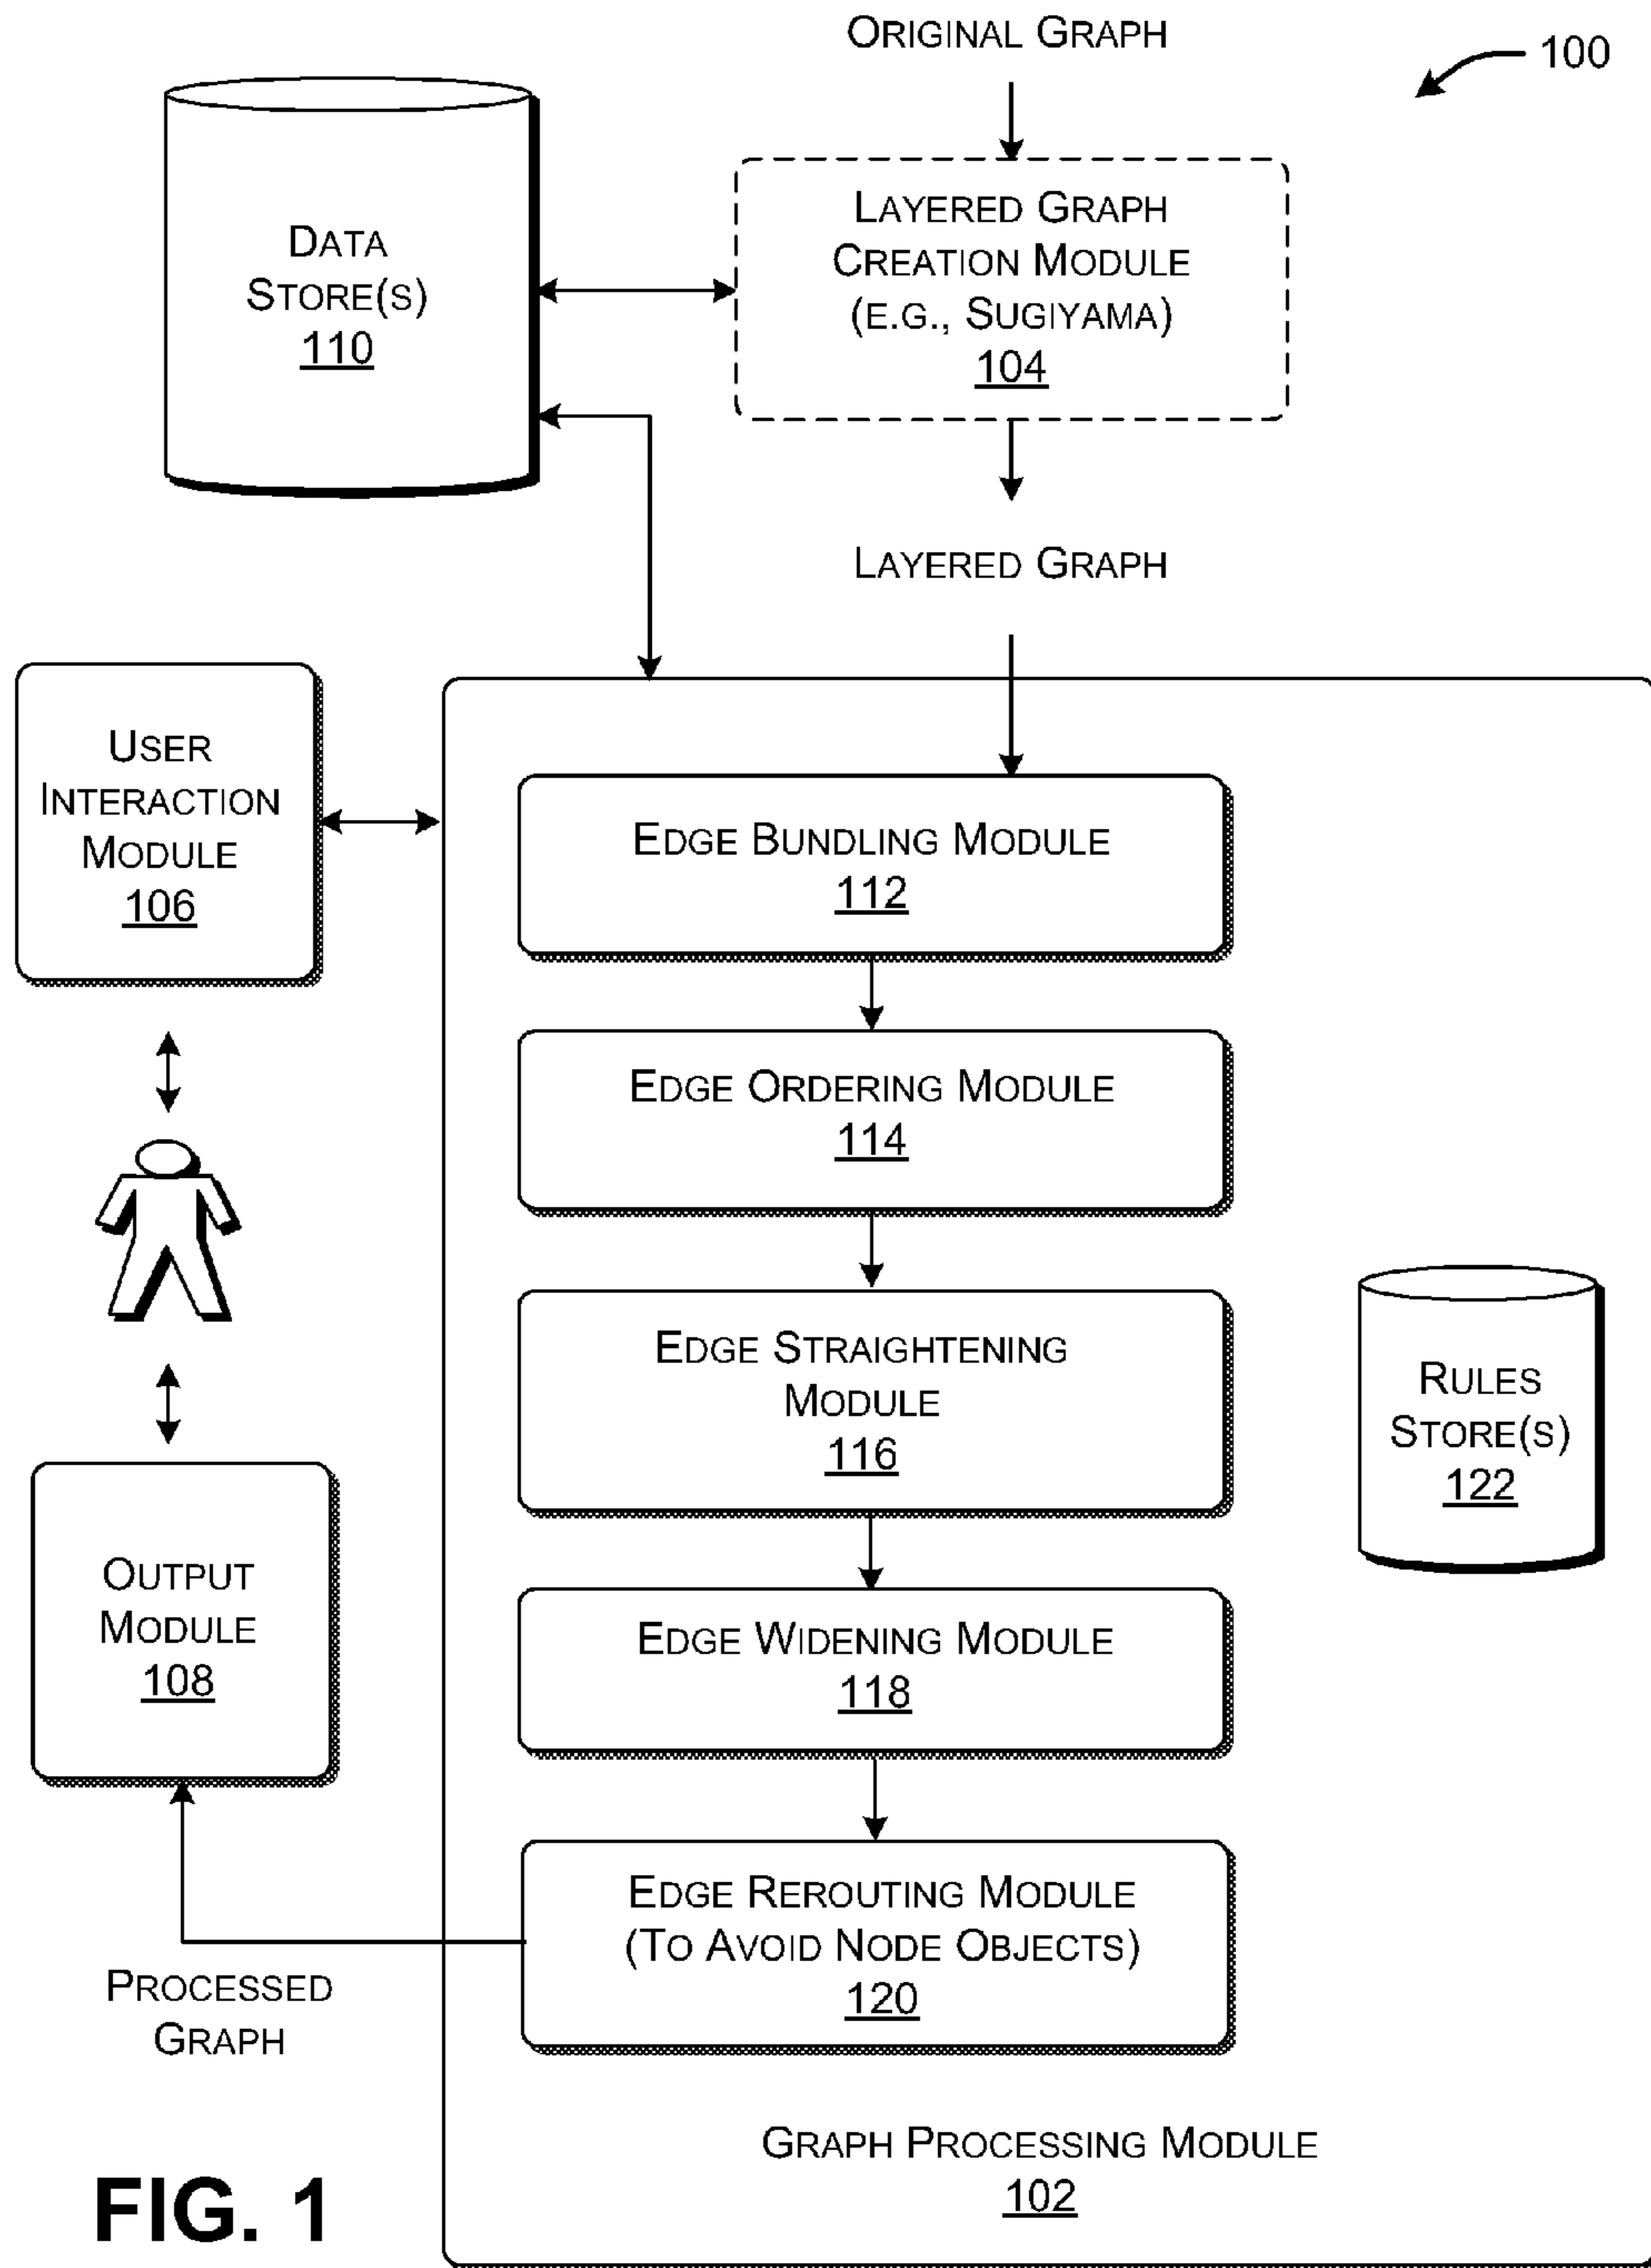 ORIGINAL GRAPH
100
LAYERED GRAPH
CREATION MODULE
(E.G., SUGIYAMA)
104
DATA
STORE(S)
110
LAYERED GRAPH
USER
INTERACTION
MODULE
106
EDGE BUNDLING MODULE
112
EDGE ORDERING MODULE
114
EDGE STRAIGHTENING
MODULE
116
RULES
STORE(S)
122
OUTPUT
MODULE
108
EDGE WIDENING MODULE
118
EDGE REROUTING MODULE
(TO AVOID NODE OBJECTS)
120
PROCESSED
GRAPH
GRAPH PROCESSING MODULE
102
FIG. 1